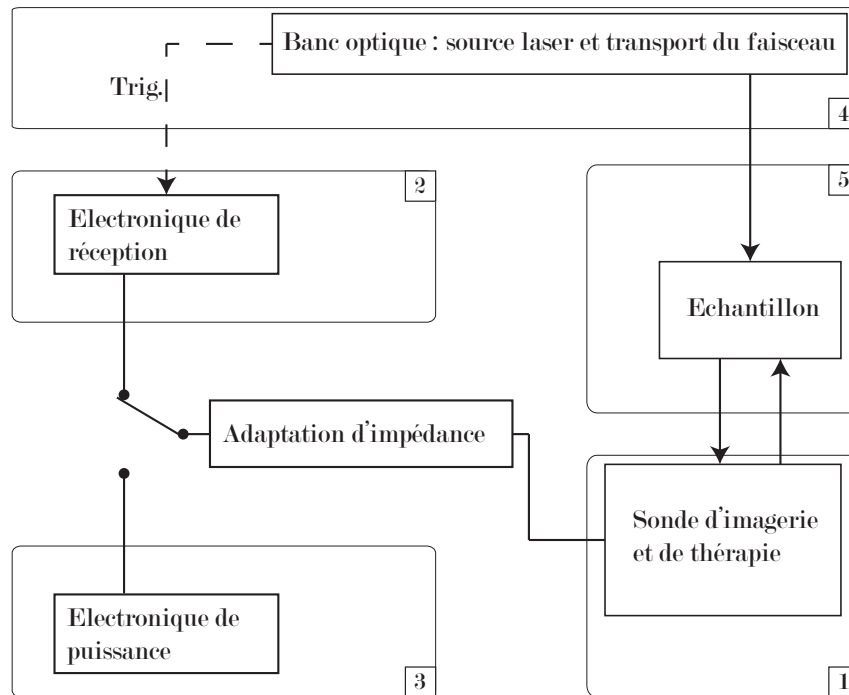 Banc optique : source laser et transport du faisceau
Trig.
4
2
5
Electronique de
réception
Echantillon
Adaptation d'impédance
Sonde d'imagerie
et de thérapie
Electronique de
puissance
3
1